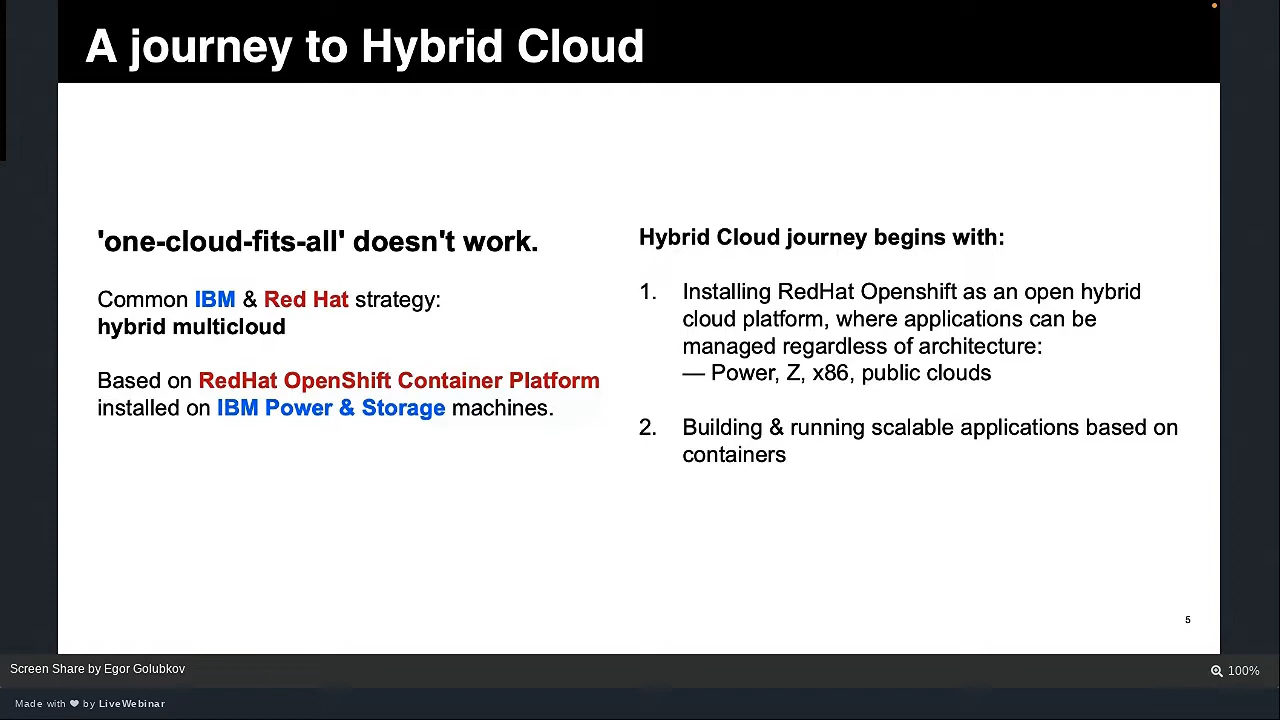 A journey to Hybrid Cloud
'one-cloud-fits-all' doesn't work.
Common IBM & Red Hat strategy:
hybrid multicloud
Based on RedHat OpenShift Container Platform
installed on IBM Power & Storage machines.
Hybrid Cloud journey begins with:
1. Installing RedHat Openshift as an open hybrid
cloud platform, where applications can be
managed regardless of architecture:
— Power, Z, x86, public clouds
2. Building & running scalable applications based on
containers
5
Screen Share by Egor Golubkov
100%
Made with ❤ by LiveWebinar